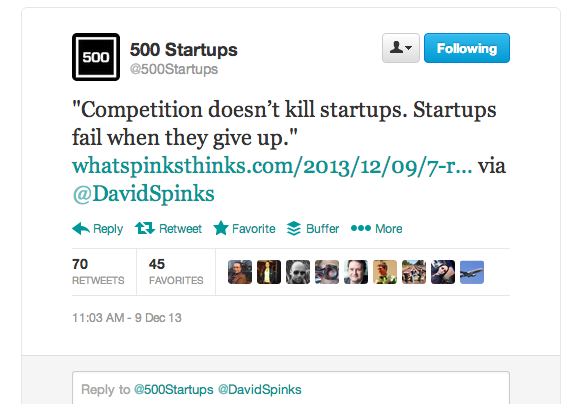 500
500 Startups
@500Startups
Following
"Competition doesn’t kill startups. Startups
fail when they give up."
whatspinksthinks.com/2013/12/09/7-r... via
@DavidSpinks
Reply Retweet Favorite Buffer More
70 45
RETWEETS FAVORITES
11:03 AM - 9 Dec 13
Reply to @500Startups @DavidSpinks